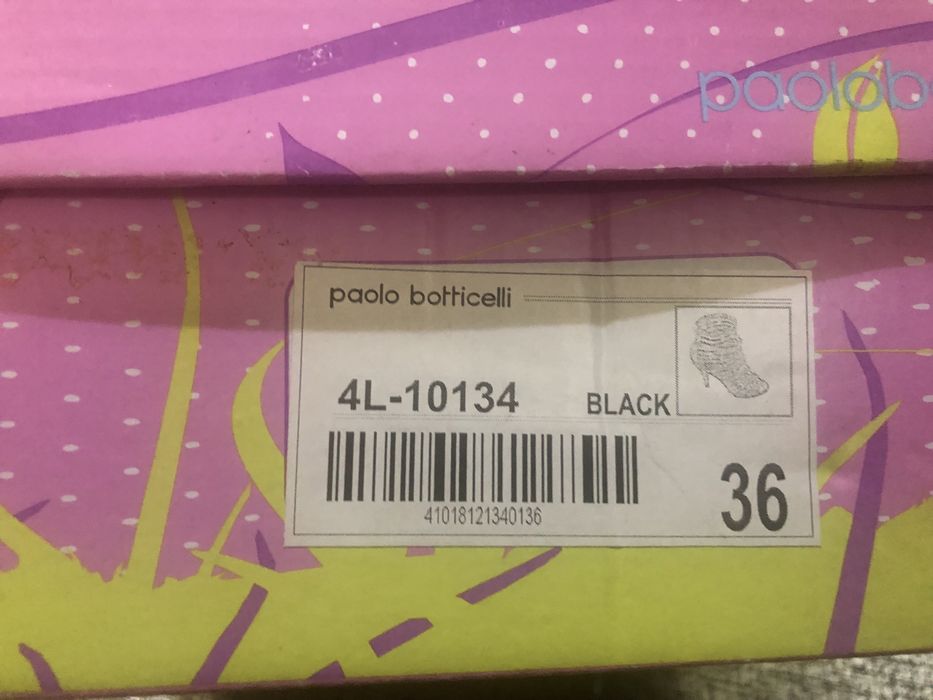 paolob
paolo botticelli
4L-10134
BLACK
41018121340136
36